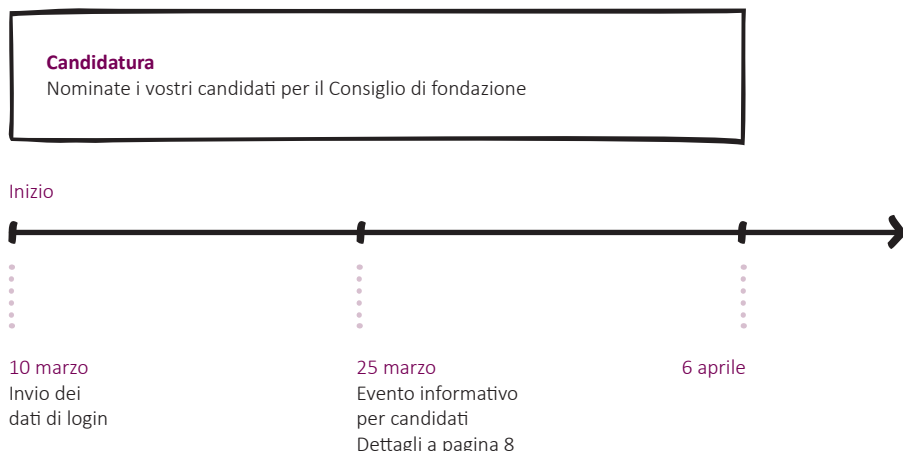 Candidatura
Nominate i vostri candidati per il Consiglio di fondazione
Inizio
10 marzo
Invio dei
dati di login
25 marzo
Evento informativo
per candidati
Dettagli a pagina 8
6 aprile